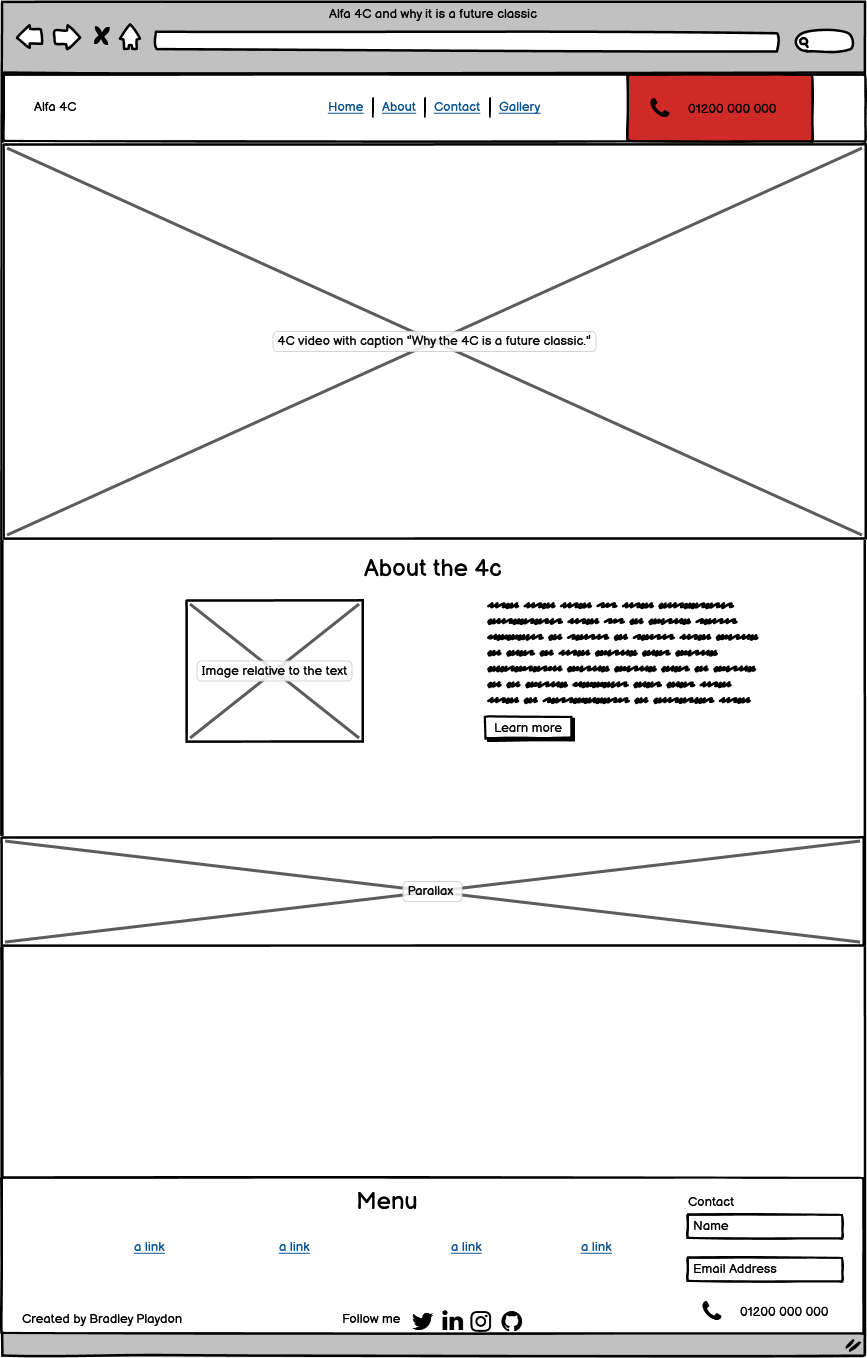 Alfa 4C and why it is a future classic
Alfa 4C
Home | About | Contact | Gallery
01200 000 000
4C video with caption "Why the 4C is a future classic."
About the 4c
Image relative to the text
Learn more
Parallax
Menu
a link a link a link a link
Contact
Name
Email Address
01200 000 000
Created by Bradley Playdon
Follow me